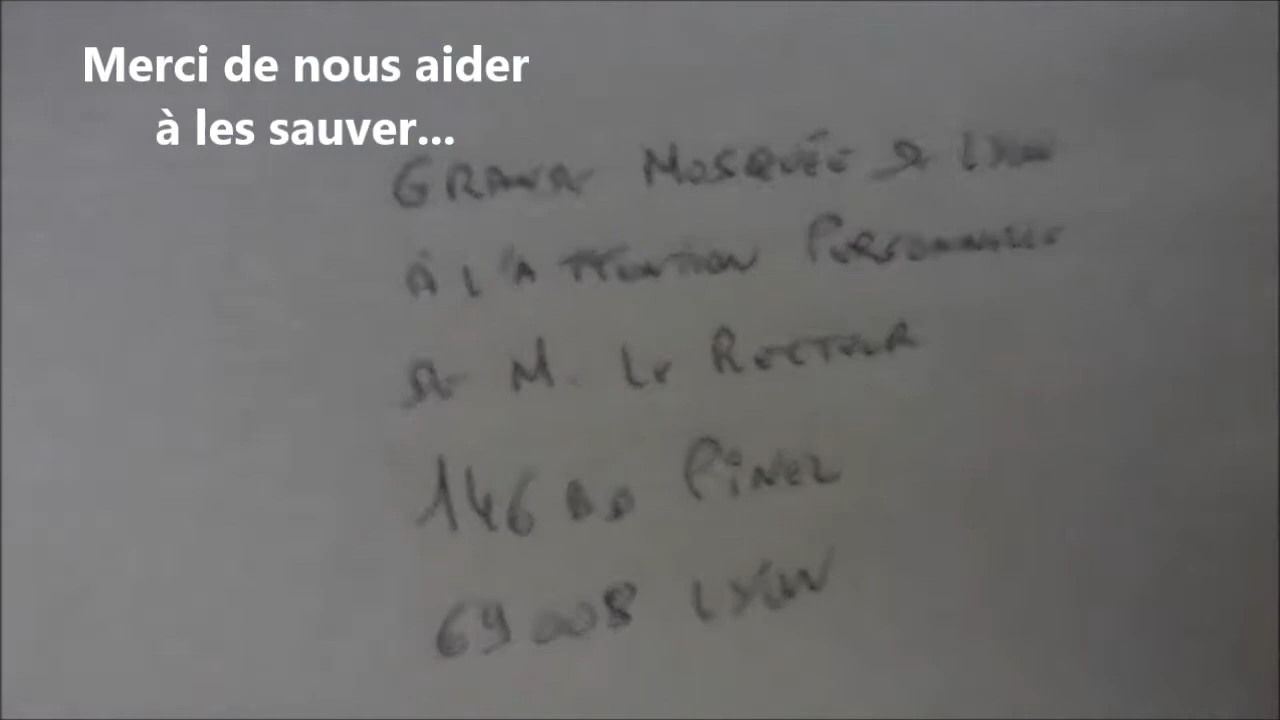 Merci de nous aider
à les sauver...
GRANDE MOSQUÉE DE LYON
À L'ATTENTION PERSONNELLE
DE M. LE RECTEUR
146 BD PINEL
69008 LYON